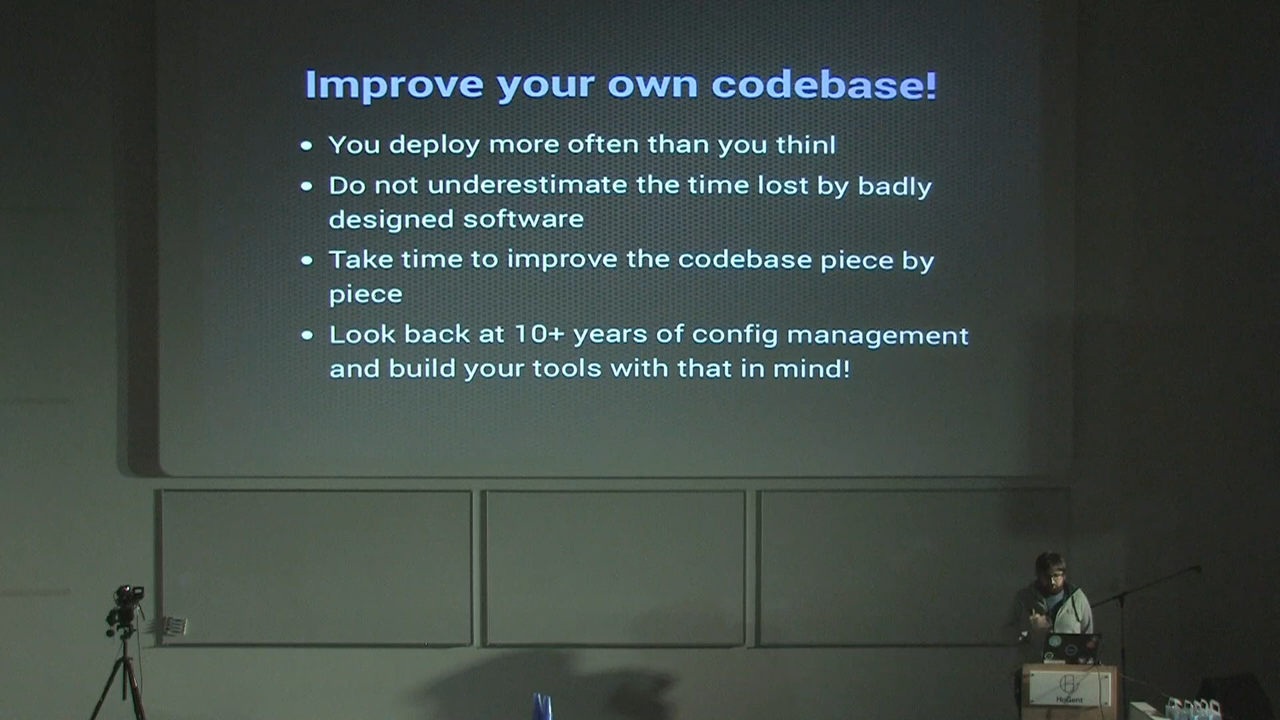 Improve your own codebase!
• You deploy more often than you thinl
• Do not underestimate the time lost by badly
designed software
• Take time to improve the codebase piece by
piece
• Look back at 10+ years of config management
and build your tools with that in mind!
HoGent